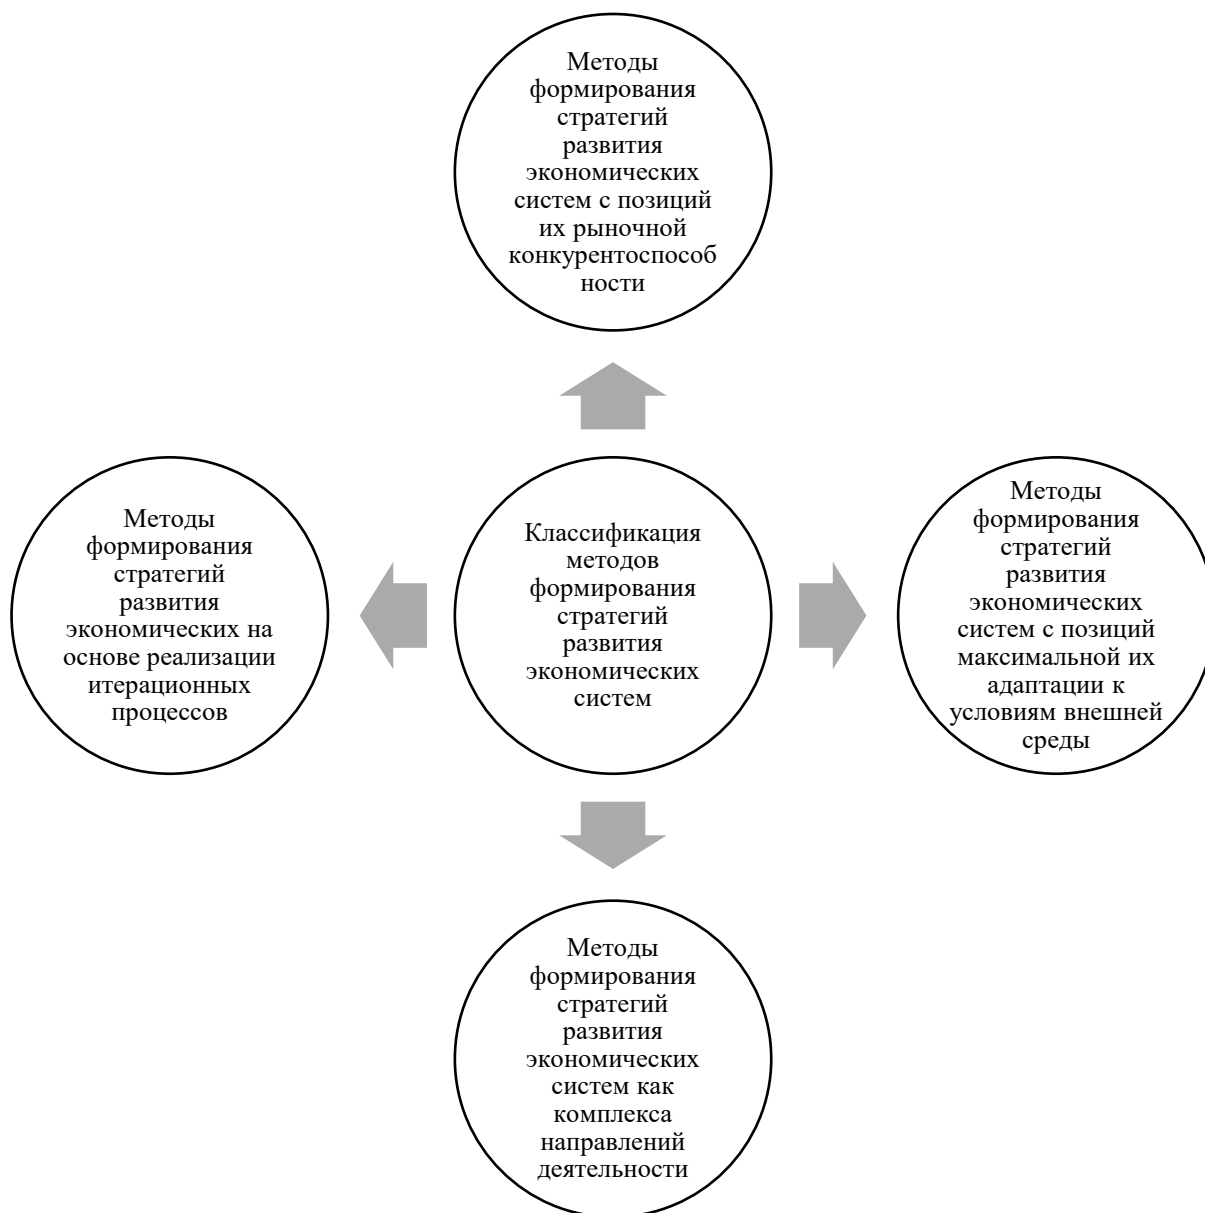 Методы
формирования
стратегий
развития
экономических
систем с позиций
их рыночной
конкурентоспособ
ности
Методы
формирования
стратегий
развития
экономических на
основе реализации
итерационных
процессов
Классификация
методов
формирования
стратегий
развития
экономических
систем
Методы
формирования
стратегий
развития
экономических
систем с позиций
максимальной их
адаптации к
условиям внешней
среды
Методы
формирования
стратегий
развития
экономических
систем как
комплекса
направлений
деятельности